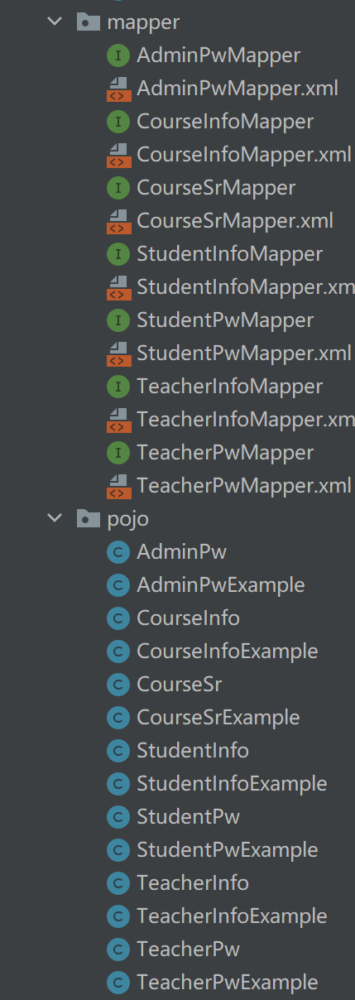 mapper
AdminPwMapper
AdminPwMapper.xml
CourseInfoMapper
CourseInfoMapper.xml
CourseSrMapper
CourseSrMapper.xml
StudentInfoMapper
StudentInfoMapper.xm
StudentPwMapper
StudentPwMapper.xml
TeacherInfoMapper
TeacherInfoMapper.xm
TeacherPwMapper
TeacherPwMapper.xml
pojo
AdminPw
AdminPwExample
CourseInfo
CourseInfoExample
CourseSr
CourseSrExample
StudentInfo
StudentInfoExample
StudentPw
StudentPwExample
TeacherInfo
TeacherInfoExample
TeacherPw
TeacherPwExample